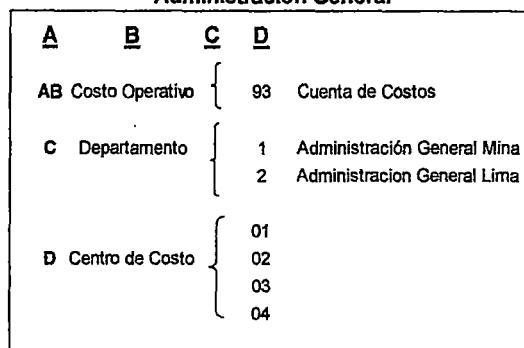 Administración General
A B C D
AB Costo Operativo 93 Cuenta de Costos
C Departamento 1 Administración General Mina
2 Administracion General Lima
01
D Centro de Costo 02
03
04